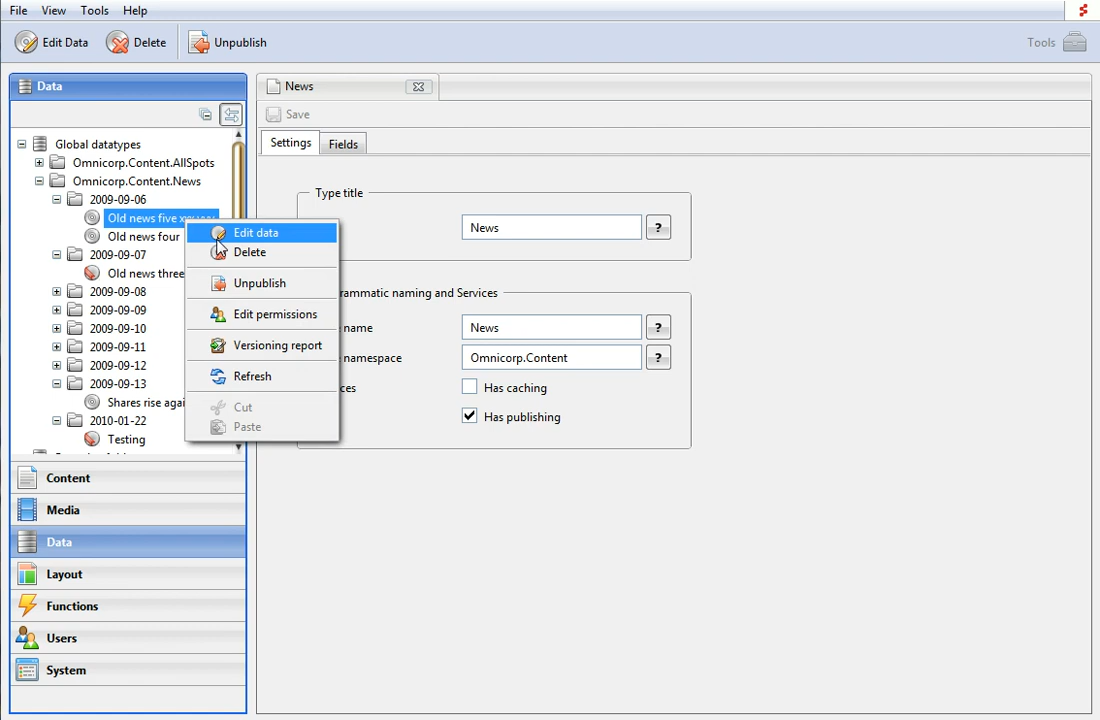 File View Tools Help
Edit Data Delete Unpublish Tools
Data
News
Save
Settings Fields
Global datatypes
Omnicorp.Content.AllSpots
Omnicorp.Content.News
2009-09-06
Old news five
Old news four
2009-09-07
Old news three
2009-09-08
2009-09-09
2009-09-10
2009-09-11
2009-09-12
2009-09-13
Shares rise agai
2010-01-22
Testing
Edit data
Delete
Unpublish
Edit permissions
Versioning report
Refresh
Cut
Paste
Type title
News ?
rammatic naming and Services
name News ?
namespace Omnicorp.Content ?
ces Has caching
Has publishing
Content
Media
Data
Layout
Functions
Users
System